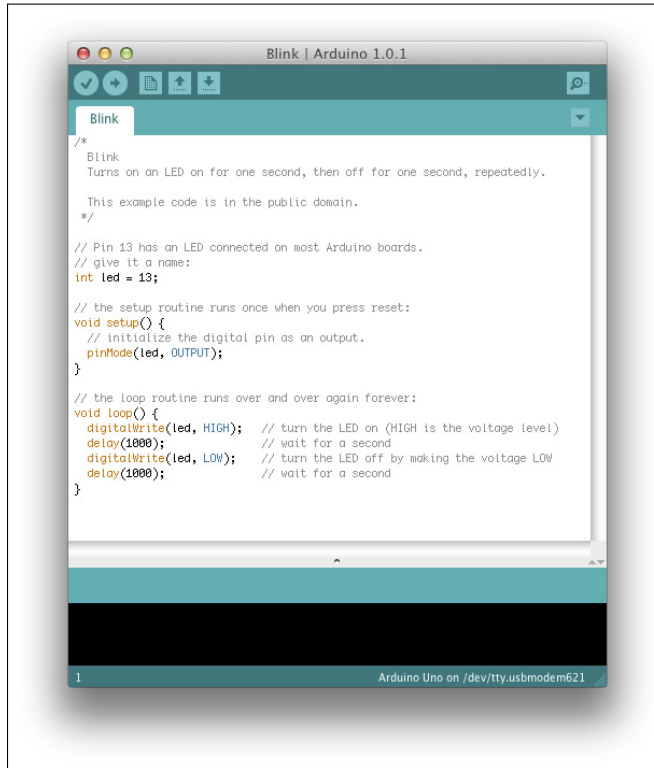 Blink | Arduino 1.0.1
Blink
/*
  Blink
  Turns on an LED on for one second, then off for one second, repeatedly.

  This example code is in the public domain.
 */

// Pin 13 has an LED connected on most Arduino boards.
// give it a name:
int led = 13;

// the setup routine runs once when you press reset:
void setup() {
  // initialize the digital pin as an output.
  pinMode(led, OUTPUT);
}

// the loop routine runs over and over again forever:
void loop() {
  digitalWrite(led, HIGH);   // turn the LED on (HIGH is the voltage level)
  delay(1000);               // wait for a second
  digitalWrite(led, LOW);    // turn the LED off by making the voltage LOW
  delay(1000);               // wait for a second
}
1 Arduino Uno on /dev/tty.usbmodem621